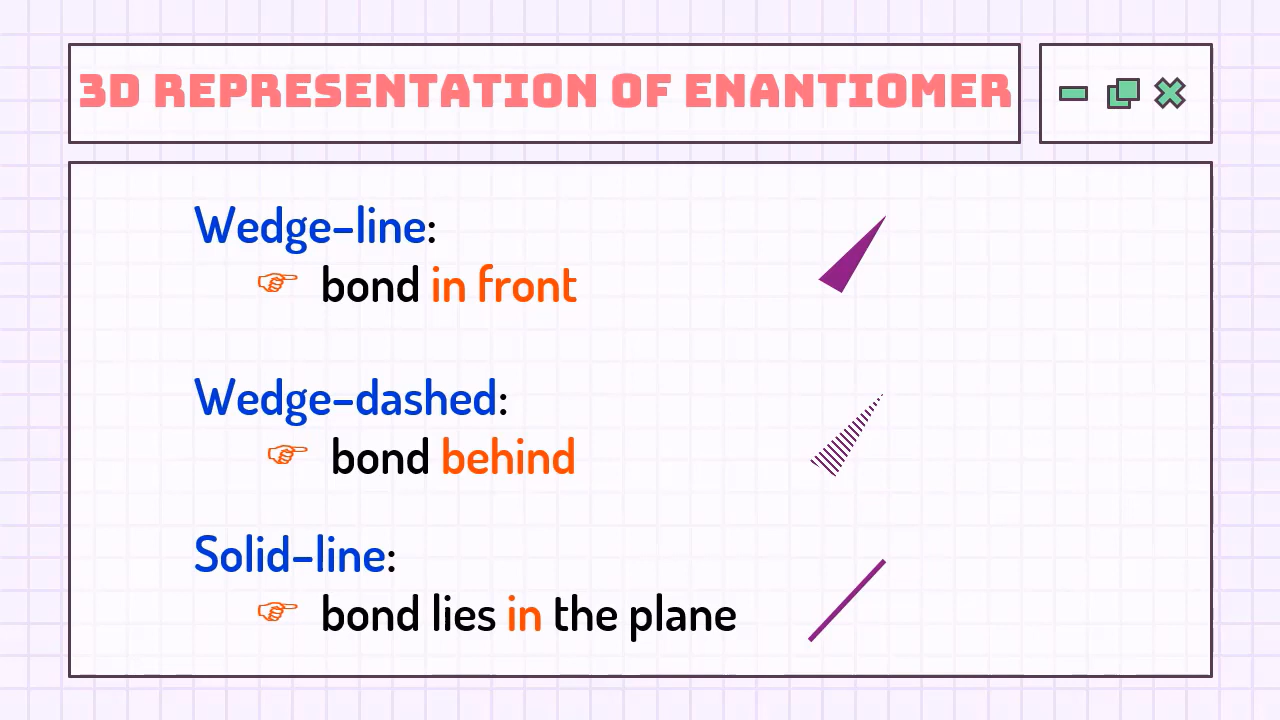 3D REPRESENTATION OF ENANTIOMER
Wedge-line:
☞ bond in front
Wedge-dashed:
☞ bond behind
Solid-line:
☞ bond lies in the plane